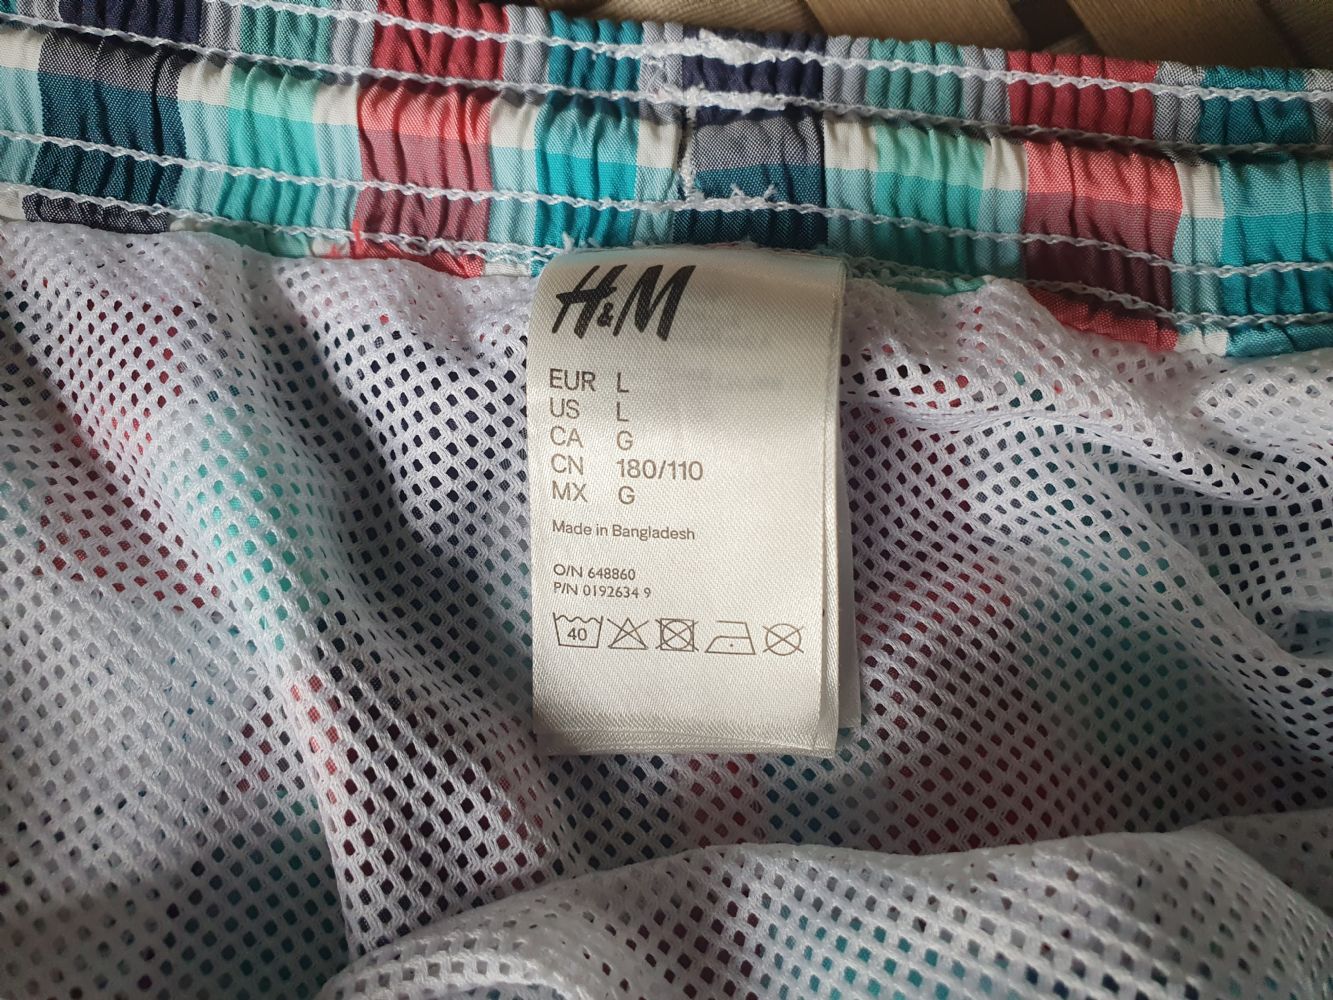 H&M
EUR L
US L
CA G
CN 180/110
MX G
Made in Bangladesh
O/N 648860
P/N 0192634 9
40